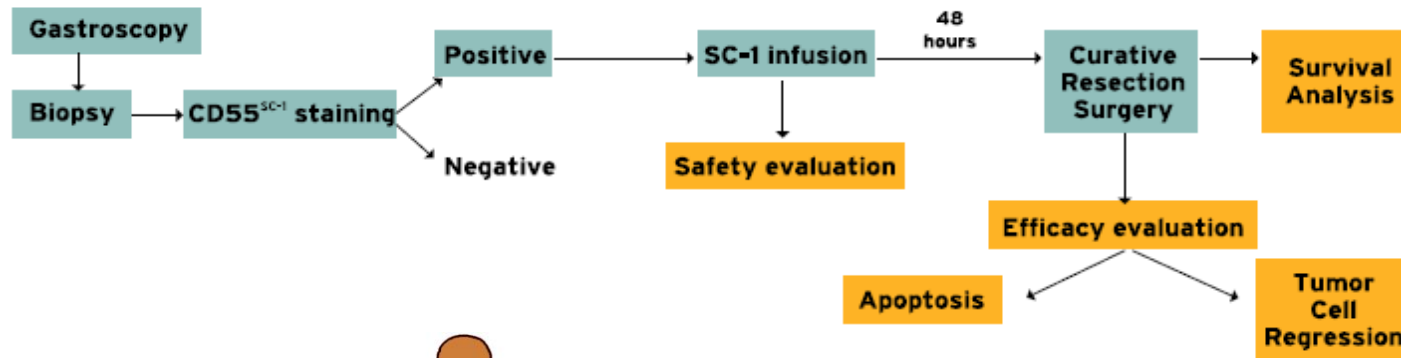 Gastroscopy
Biopsy
CD55SC-1 staining
Positive
Negative
SC-1 infusion
Safety evaluation
48
hours
Curative
Resection
Surgery
Survival
Analysis
Efficacy evaluation
Apoptosis
Tumor
Cell
Regression